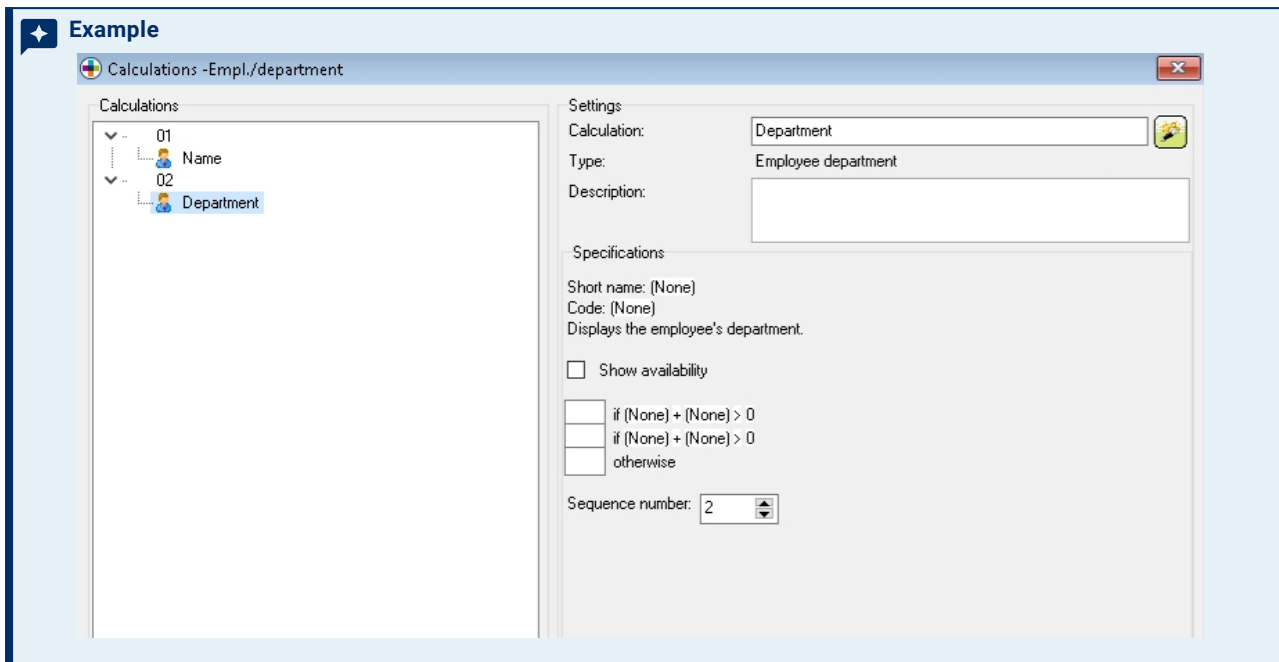 Example
Calculations -Empl./department
Calculations
01
Name
02
Department
Settings
Calculation: Department
Type: Employee department
Description:
Specifications
Short name: (None)
Code: (None)
Displays the employee's department.
Show availability
if (None) + (None) > 0
if (None) + (None) > 0
otherwise
Sequence number: 2